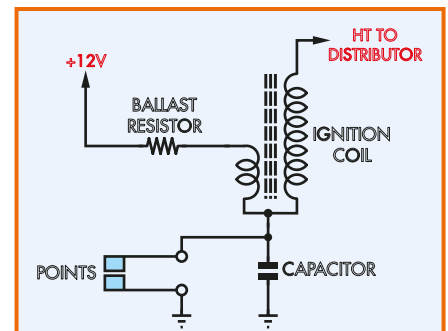 HT TO
DISTRIBUTOR
+12V
BALLAST
RESISTOR
IGNITION
COIL
POINTS
CAPACITOR